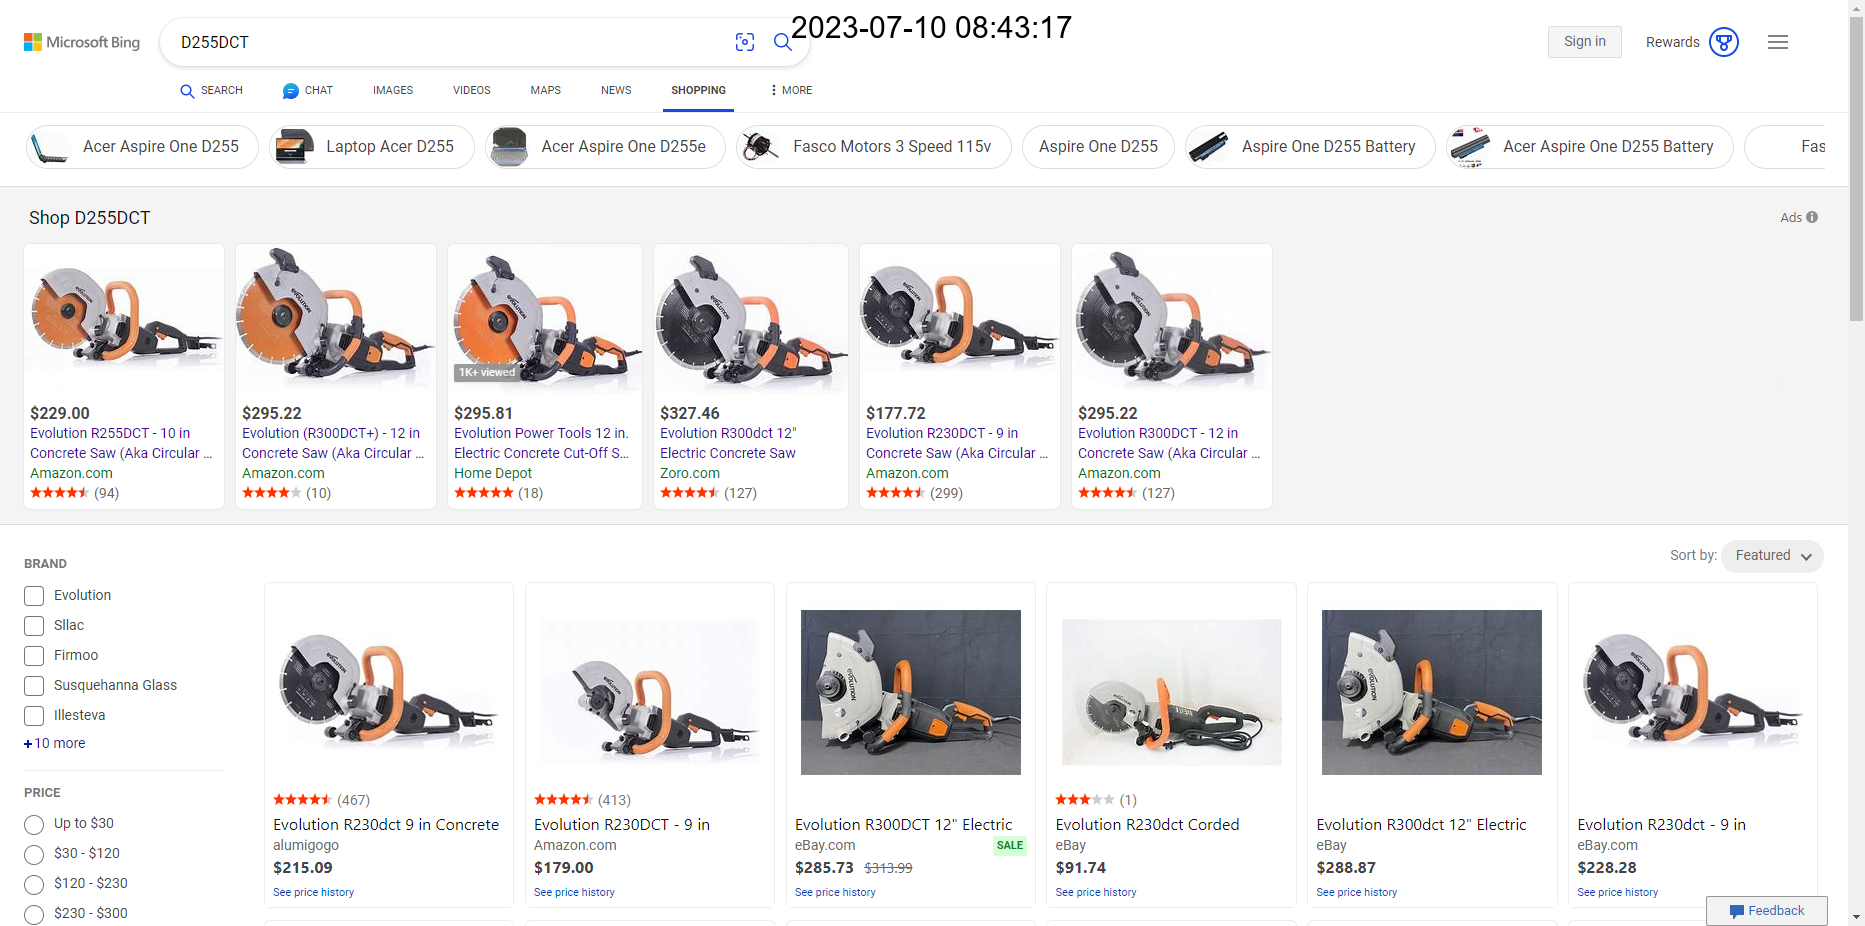 Microsoft Bing
D255DCT
2023-07-10 08:43:17
Sign in
Rewards
SEARCH
CHAT
IMAGES
VIDEOS
MAPS
NEWS
SHOPPING
MORE
Acer Aspire One D255
Laptop Acer D255
Acer Aspire One D255e
Fasco Motors 3 Speed 115v
Aspire One D255
Aspire One D255 Battery
Acer Aspire One D255 Battery
Fas
Shop D255DCT
Ads
$229.00
Evolution R255DCT - 10 in
Concrete Saw (Aka Circular ...
Amazon.com
(94)
$295.22
Evolution (R300DCT+) - 12 in
Concrete Saw (Aka Circular ...
Amazon.com
(10)
1K+ viewed
$295.81
Evolution Power Tools 12 in.
Electric Concrete Cut-Off S...
Home Depot
(18)
$327.46
Evolution R300dct 12"
Electric Concrete Saw
Zoro.com
(127)
$177.72
Evolution R230DCT - 9 in
Concrete Saw (Aka Circular ...
Amazon.com
(299)
$295.22
Evolution R300DCT - 12 in
Concrete Saw (Aka Circular ...
Amazon.com
(127)
Sort by:
Featured
BRAND
Evolution
Sllac
Firmoo
Susquehanna Glass
Illesteva
+10 more
PRICE
Up to $30
$30 - $120
$120 - $230
$230 - $300
(467)
Evolution R230dct 9 in Concrete
alumigogo
$215.09
See price history
(413)
Evolution R230DCT - 9 in
Amazon.com
$179.00
See price history
Evolution R300DCT 12" Electric
eBay.com
SALE
$285.73 $313.99
See price history
(1)
Evolution R230dct Corded
eBay
$91.74
See price history
Evolution R300dct 12" Electric
eBay
$288.87
See price history
Evolution R230dct - 9 in
eBay.com
$228.28
See price history
Feedback